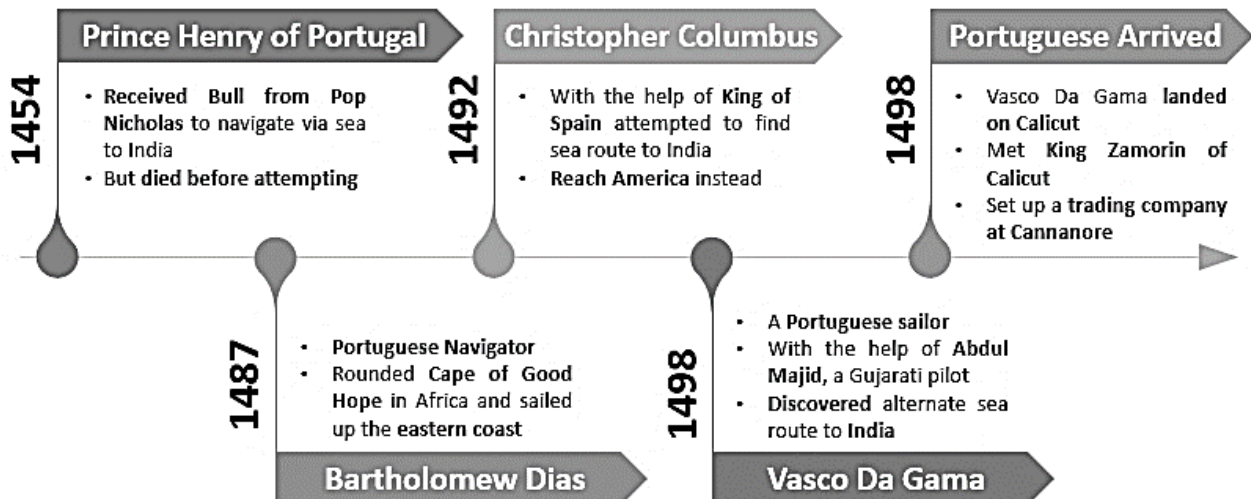 Prince Henry of Portugal
1454
• Received Bull from Pop
Nicholas to navigate via sea
to India
• But died before attempting
1487
• Portuguese Navigator
• Rounded Cape of Good
Hope in Africa and sailed
up the eastern coast
Bartholomew Dias
Christopher Columbus
1492
• With the help of King of
Spain attempted to find
sea route to India
• Reach America instead
1498
• A Portuguese sailor
• With the help of Abdul
Majid, a Gujarati pilot
• Discovered alternate sea
route to India
Vasco Da Gama
Portuguese Arrived
1498
• Vasco Da Gama landed
on Calicut
• Met King Zamorin of
Calicut
• Set up a trading company
at Cannanore